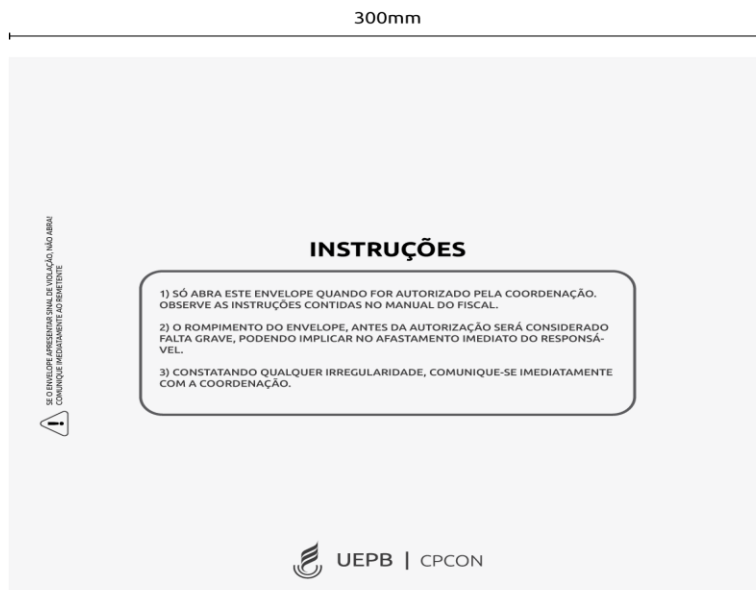 300mm
SE O ENVELOPE APRESENTAR SINAL DE VIOLAÇÃO, NÃO ABRA!
COMUNIQUE IMEDIATAMENTE AO REMETENTE
INSTRUÇÕES
1) SÓ ABRA ESTE ENVELOPE QUANDO FOR AUTORIZADO PELA COORDENAÇÃO.
OBSERVE AS INSTRUÇÕES CONTIDAS NO MANUAL DO FISCAL.
2) O ROMPIMENTO DO ENVELOPE, ANTES DA AUTORIZAÇÃO SERÁ CONSIDERADO
FALTA GRAVE, PODENDO IMPLICAR NO AFASTAMENTO IMEDIATO DO RESPONSÁ-
VEL.
3) CONSTATANDO QUALQUER IRREGULARIDADE, COMUNIQUE-SE IMEDIATAMENTE
COM A COORDENAÇÃO.
UEPB | CPCON